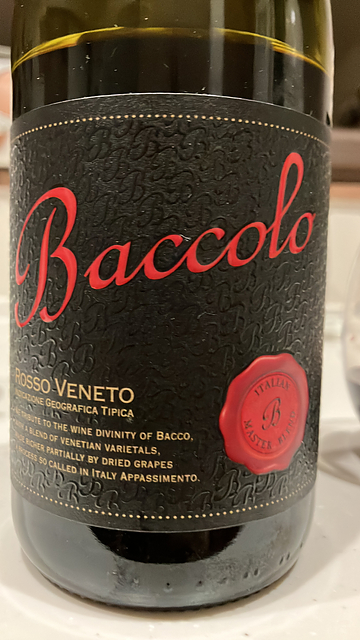 Baccolo
ROSSO VENETO
GEOGRAFICA TIPICA
TRIBUTE TO THE WINE DIVINITY OF BACCO,
A BLEND OF VENETIAN VARIETALS,
RICHER PARTIALLY BY DRIED GRAPES
SO CALLED IN ITALY APPASSIMENTO.
ITALIAN
B
MASTER BLEND